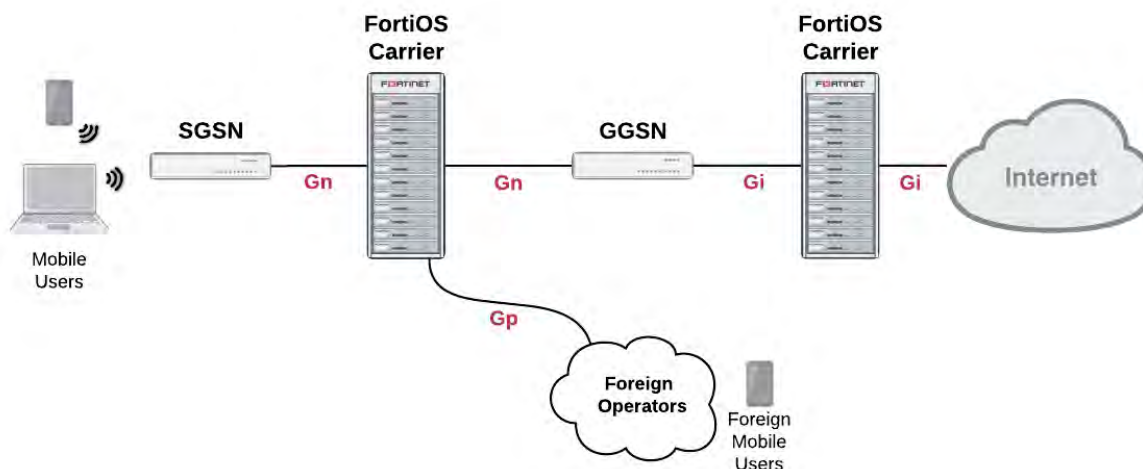 FortiOS
Carrier
FortiOS
Carrier
FORTINET
FORTINET
SGSN
GGSN
Gn
Gn
Gi
Gi
Internet
Mobile
Users
Gp
Foreign
Operators
Foreign
Mobile
Users